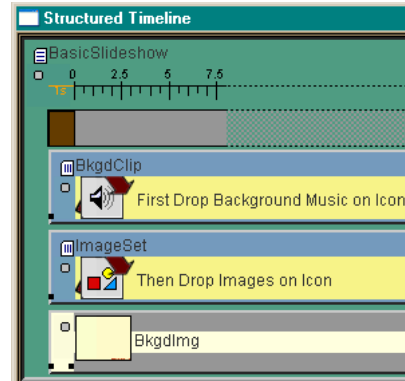 Structured Timeline
BasicSlideshow
0 2.5 5 7.5
1s
BkgdClip
First Drop Background Music on Icon
ImageSet
Then Drop Images on Icon
BkgdImg